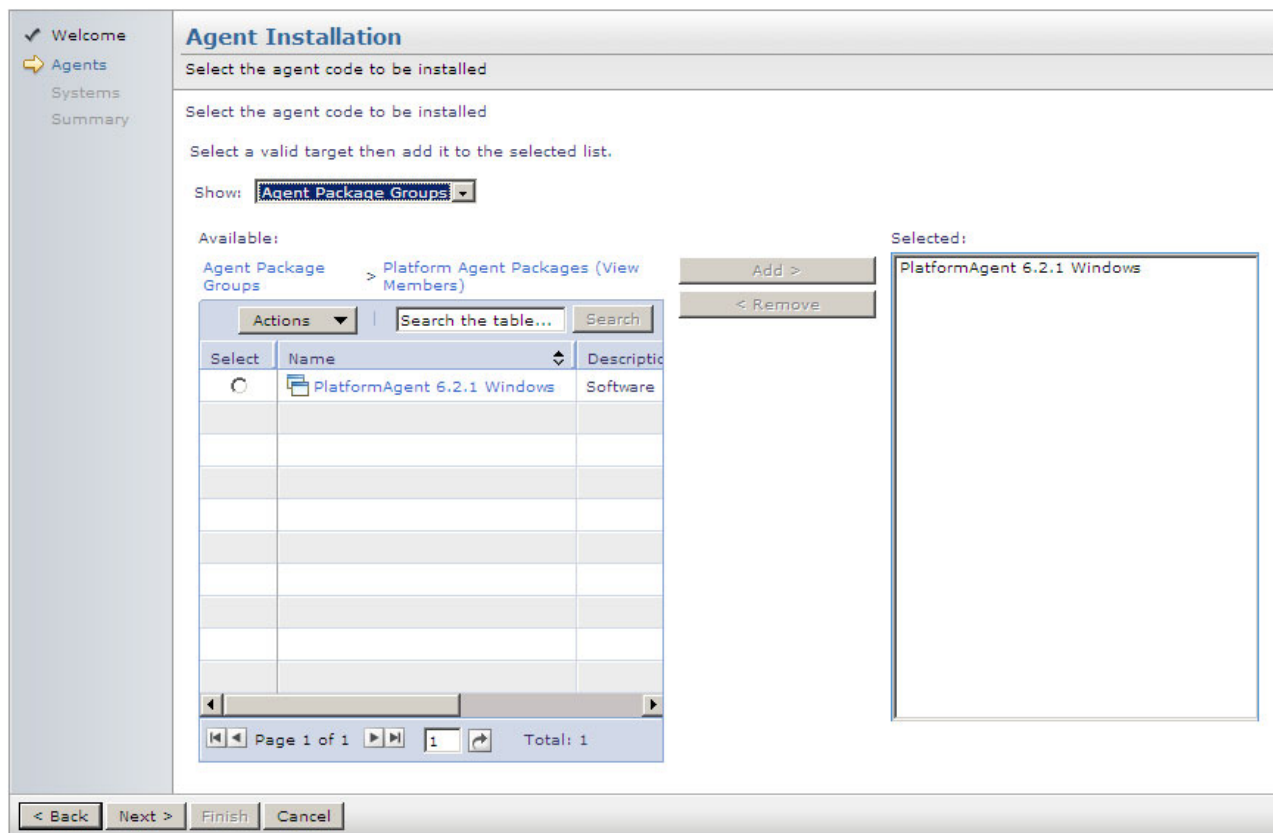 Welcome
Agents
Systems
Summary
Agent Installation
Select the agent code to be installed
Select the agent code to be installed
Select a valid target then add it to the selected list.
Show: Agent Package Groups
Available:
Agent Package Groups > Platform Agent Packages (View Members)
Actions | Search the table... Search
Select Name Descriptio
PlatformAgent 6.2.1 Windows Software
Page 1 of 1 1 Total: 1
Add >
< Remove
Selected:
PlatformAgent 6.2.1 Windows
< Back Next > Finish Cancel